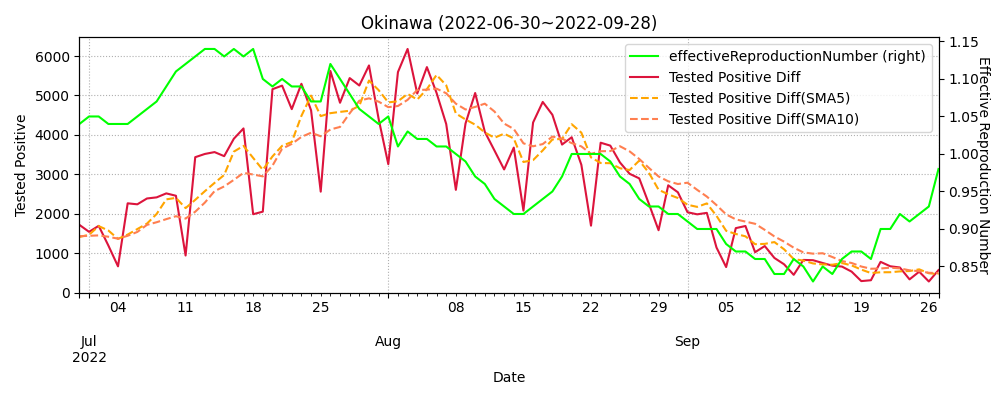 Okinawa (2022-06-30~2022-09-28)
effectiveReproductionNumber (right)
Tested Positive Diff
Tested Positive Diff(SMA5)
Tested Positive Diff(SMA10)
Tested Positive
6000
5000
4000
3000
2000
1000
0
1.15
1.10
1.05
1.00
0.95
0.90
0.85
Effective Reproduction Number
04 11 18 25 08 15 22 29 05 12 19 26
Jul Aug Sep
2022
Date